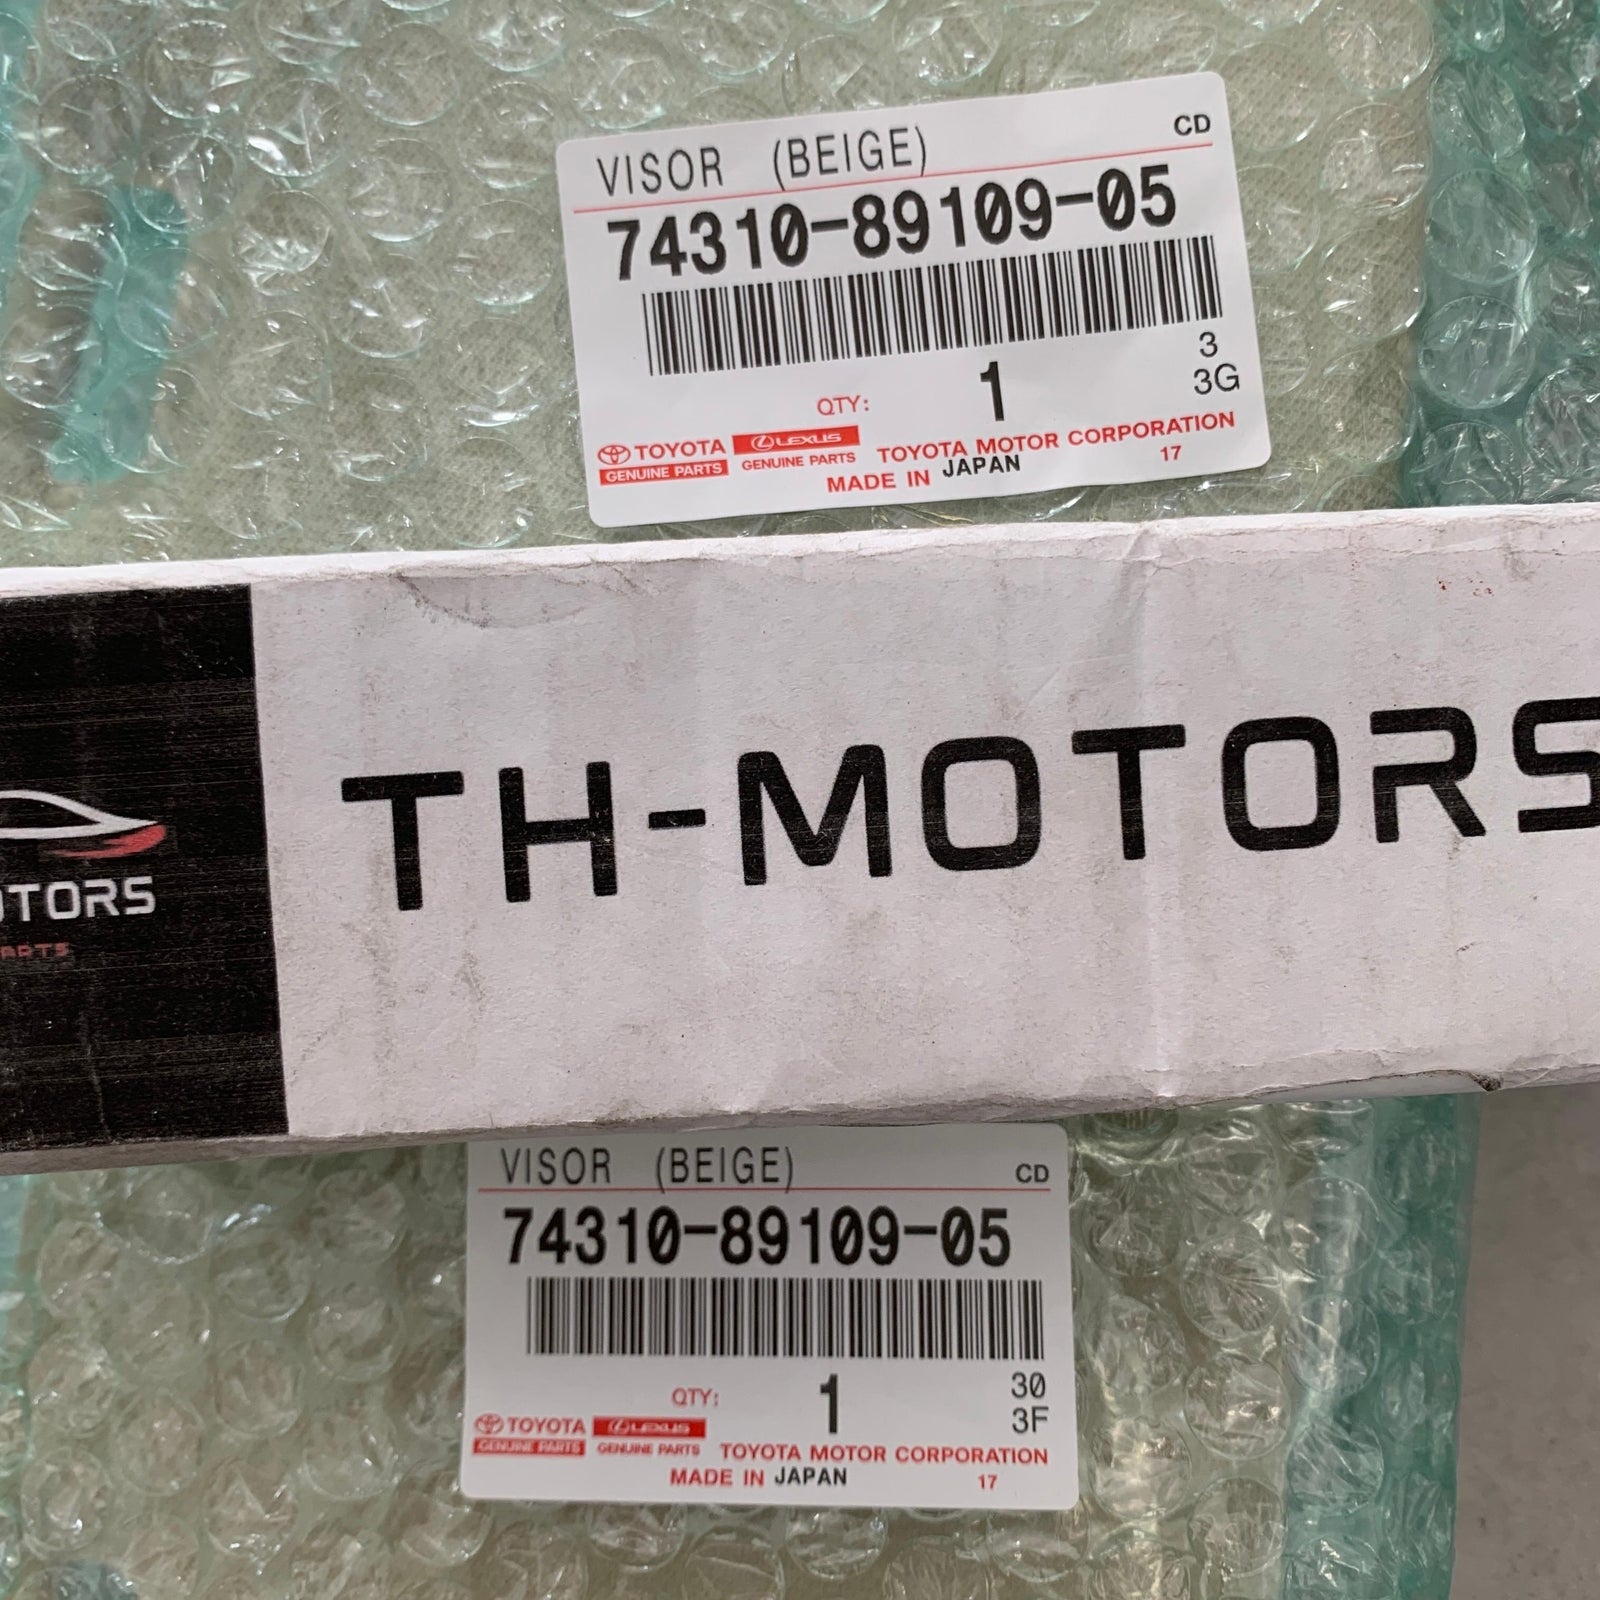 VISOR (BEIGE)
CD
74310-89109-05
3
3G
QTY: 1
TOYOTA
GENUINE PARTS
LEXUS
GENUINE PARTS
TOYOTA MOTOR CORPORATION
MADE IN JAPAN
17
TH-MOTORS
OTORS
ARTS
VISOR (BEIGE)
CD
74310-89109-05
30
3F
QTY: 1
TOYOTA
GENUINE PARTS
LEXUS
GENUINE PARTS
TOYOTA MOTOR CORPORATION
MADE IN JAPAN
17